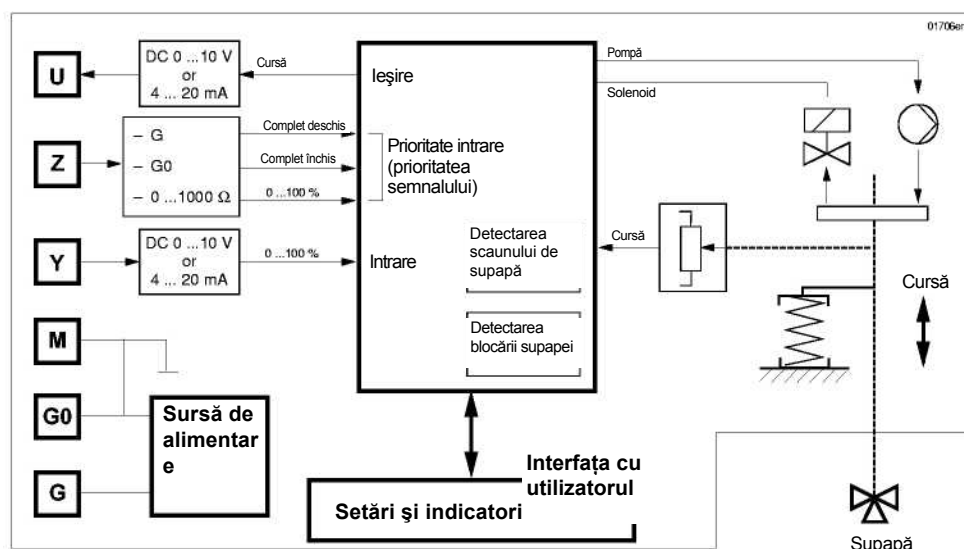 01706en
U
DC 0 ...10 V
or
4 ... 20 mA
Cursă
Ieşire
Pompă
Solenoid
Z
– G
– G0
– 0 ...1000 Ω
Complet deschis
Complet închis
0 ...100 %
Prioritate intrare
(prioritatea
semnalului)
Y
DC 0 ...10 V
or
4 ... 20 mA
0 ...100 %
Intrare
Detectarea
scaunului de
supapă
Detectarea
blocării supapei
Cursă
Cursă
M
G0
G
Sursă de
alimentar
e
Interfaţa cu
utilizatorul
Setări şi indicatori
Supapă